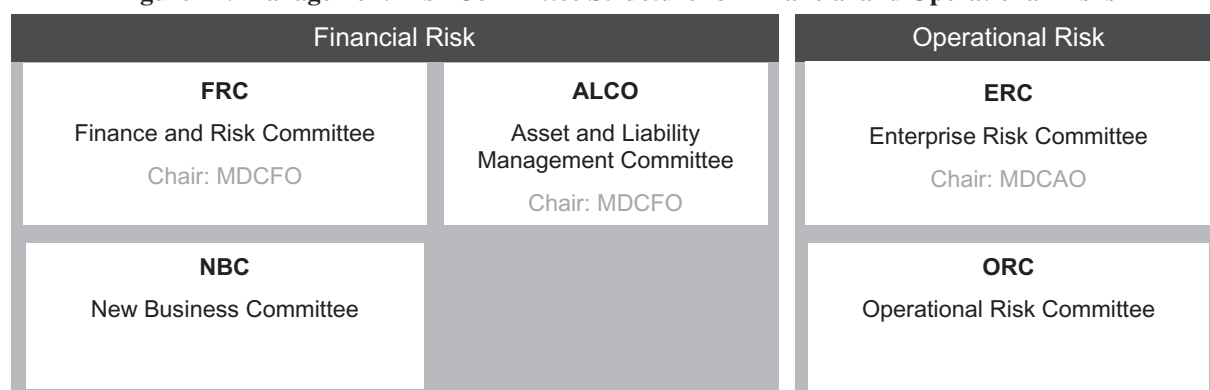 Financial Risk
Operational Risk
FRC
Finance and Risk Committee
Chair: MDCFO
ALCO
Asset and Liability
Management Committee
Chair: MDCFO
ERC
Enterprise Risk Committee
Chair: MDCAO
NBC
New Business Committee
ORC
Operational Risk Committee